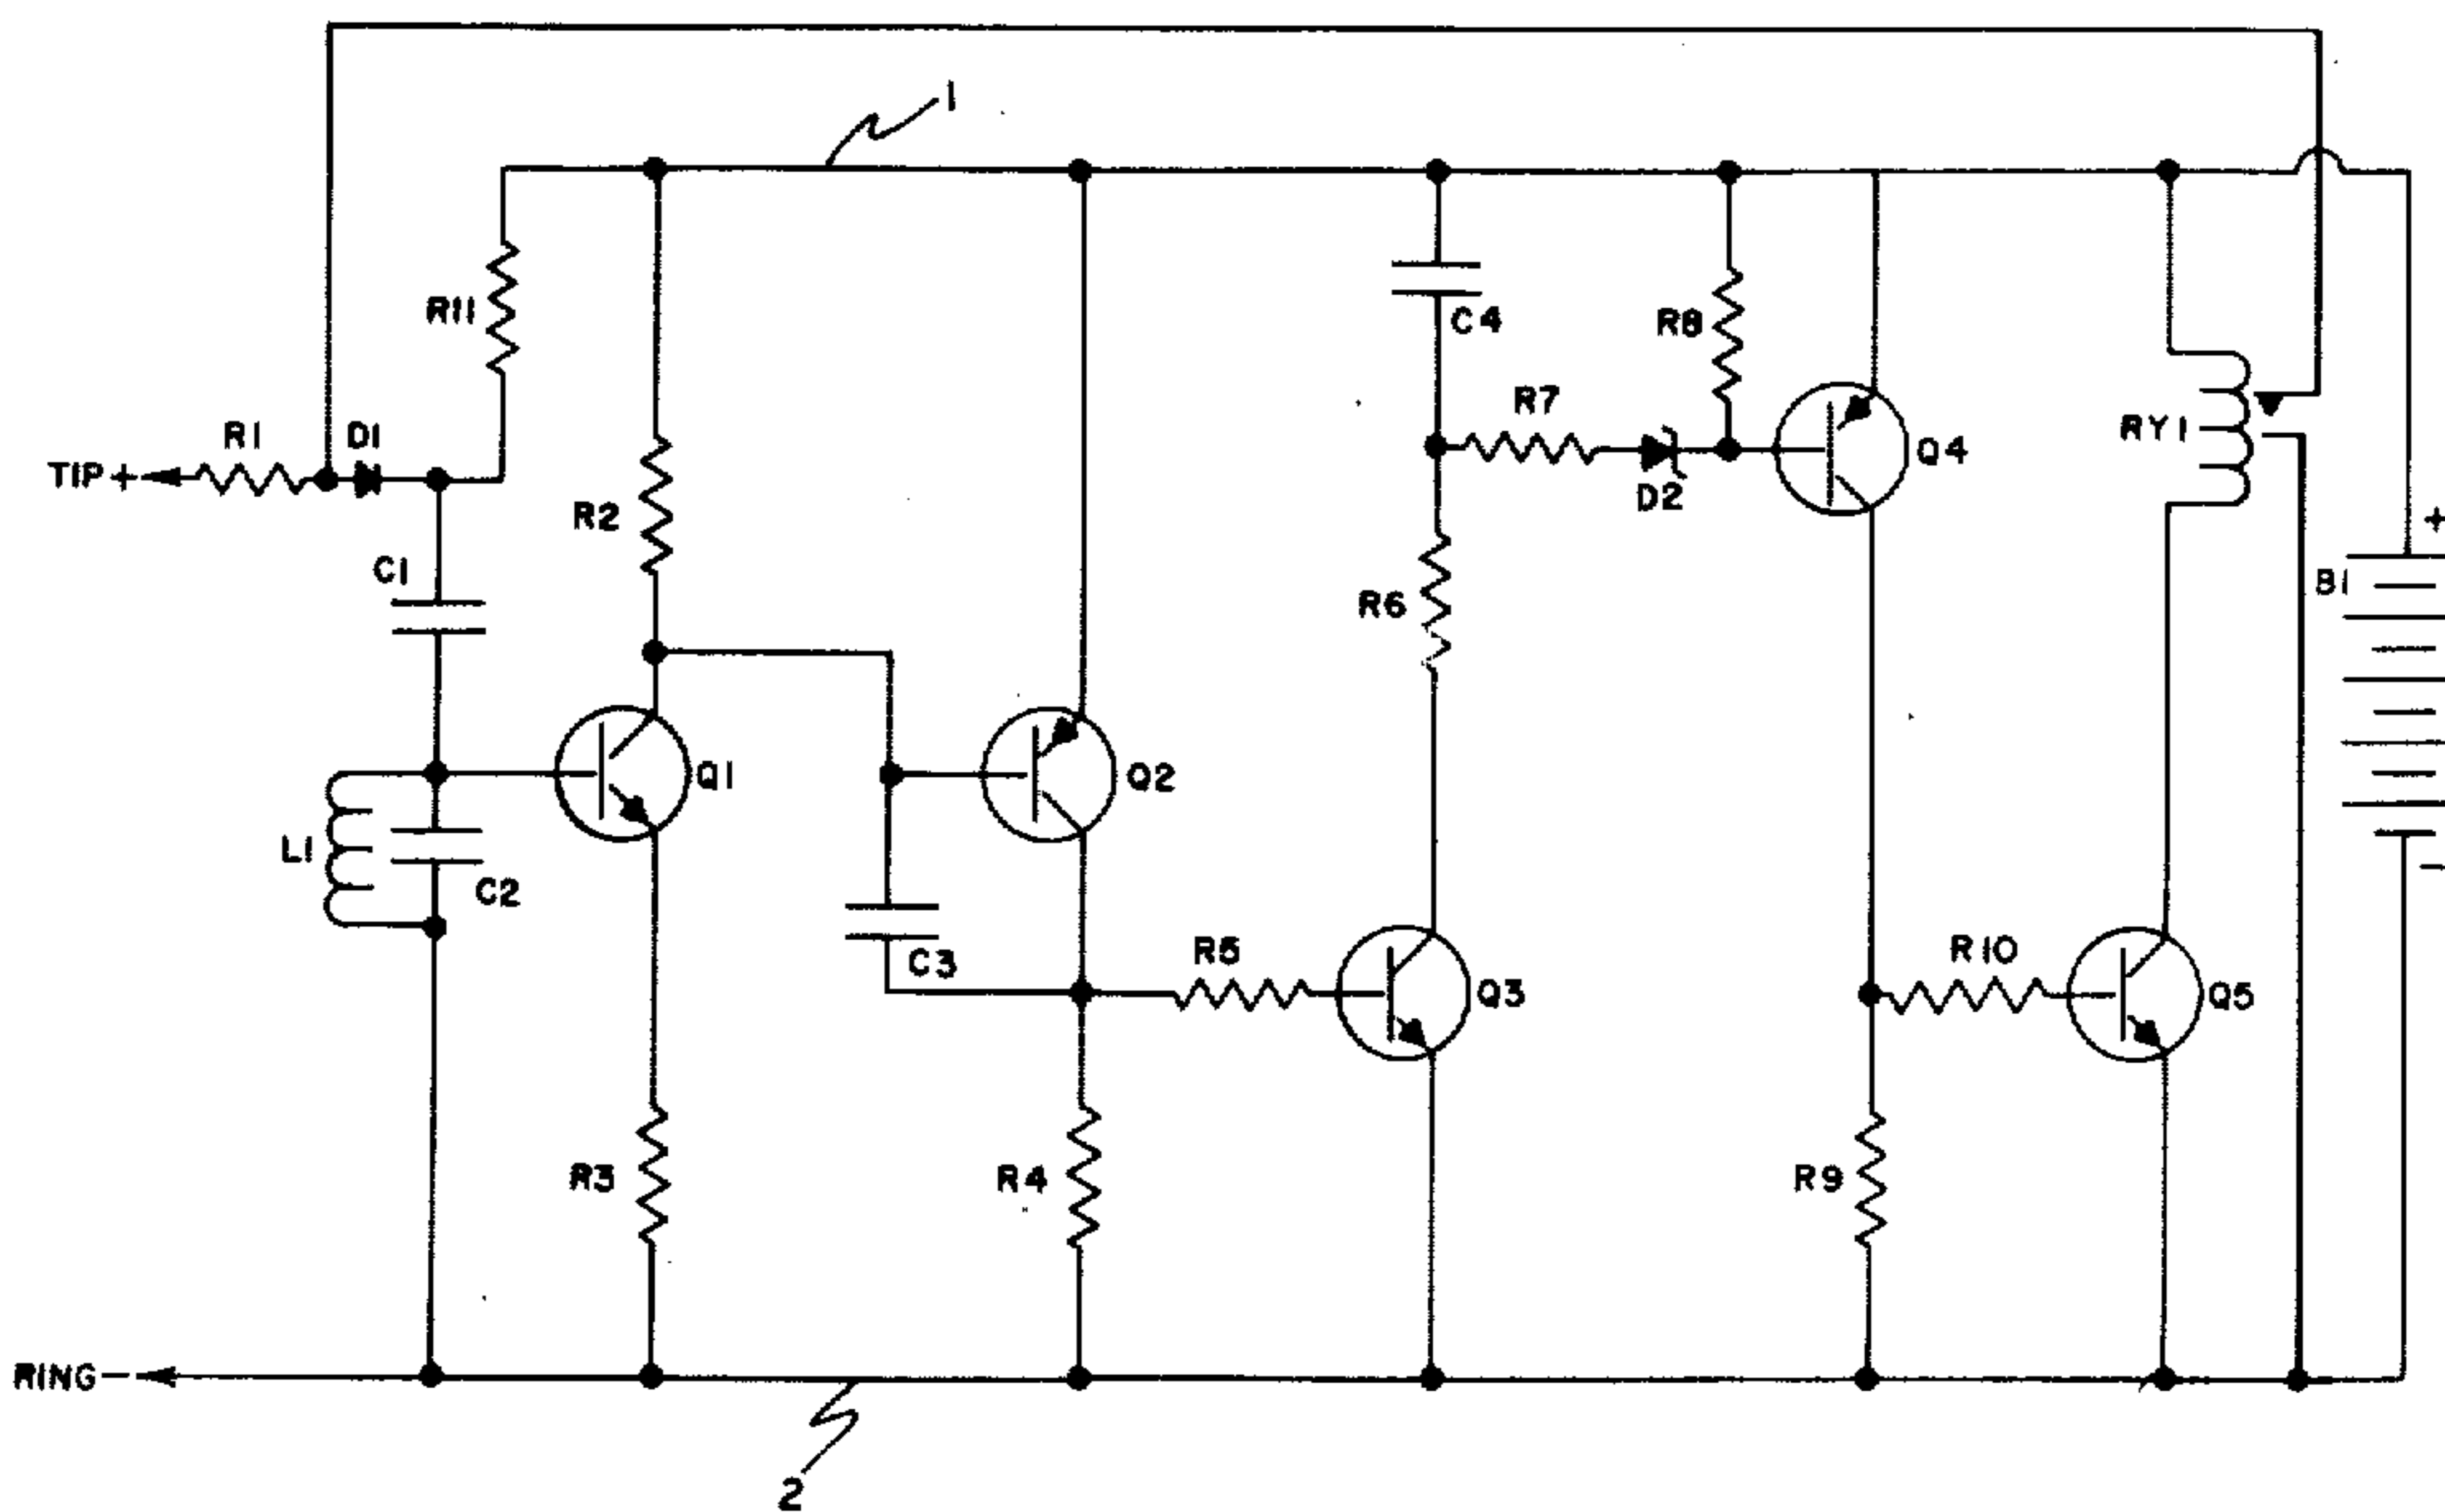 1
R11
C4
R8
R1
D1
R7
RY1
TIP+
Q4
R2
D2
+
C1
R6
B1
Q1
Q2
L1
C2
-
C3
R5
Q3
R10
Q5
R3
R4
R9
RING-
2